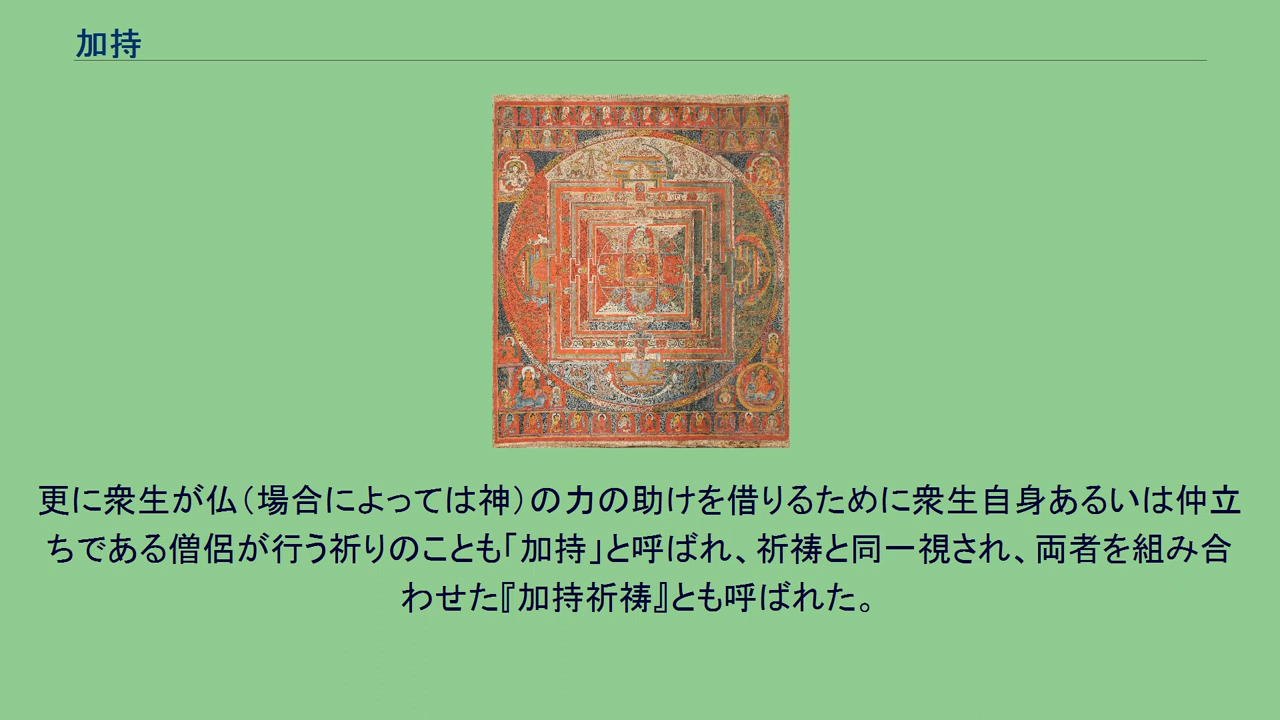 加持
更に衆生が仏（場合によっては神）の力の助けを借りるために衆生自身あるいは仲立
ちである僧侶が行う祈りのことも「加持」と呼ばれ、祈祷と同一視され、両者を組み合
わせた『加持祈祷』とも呼ばれた。